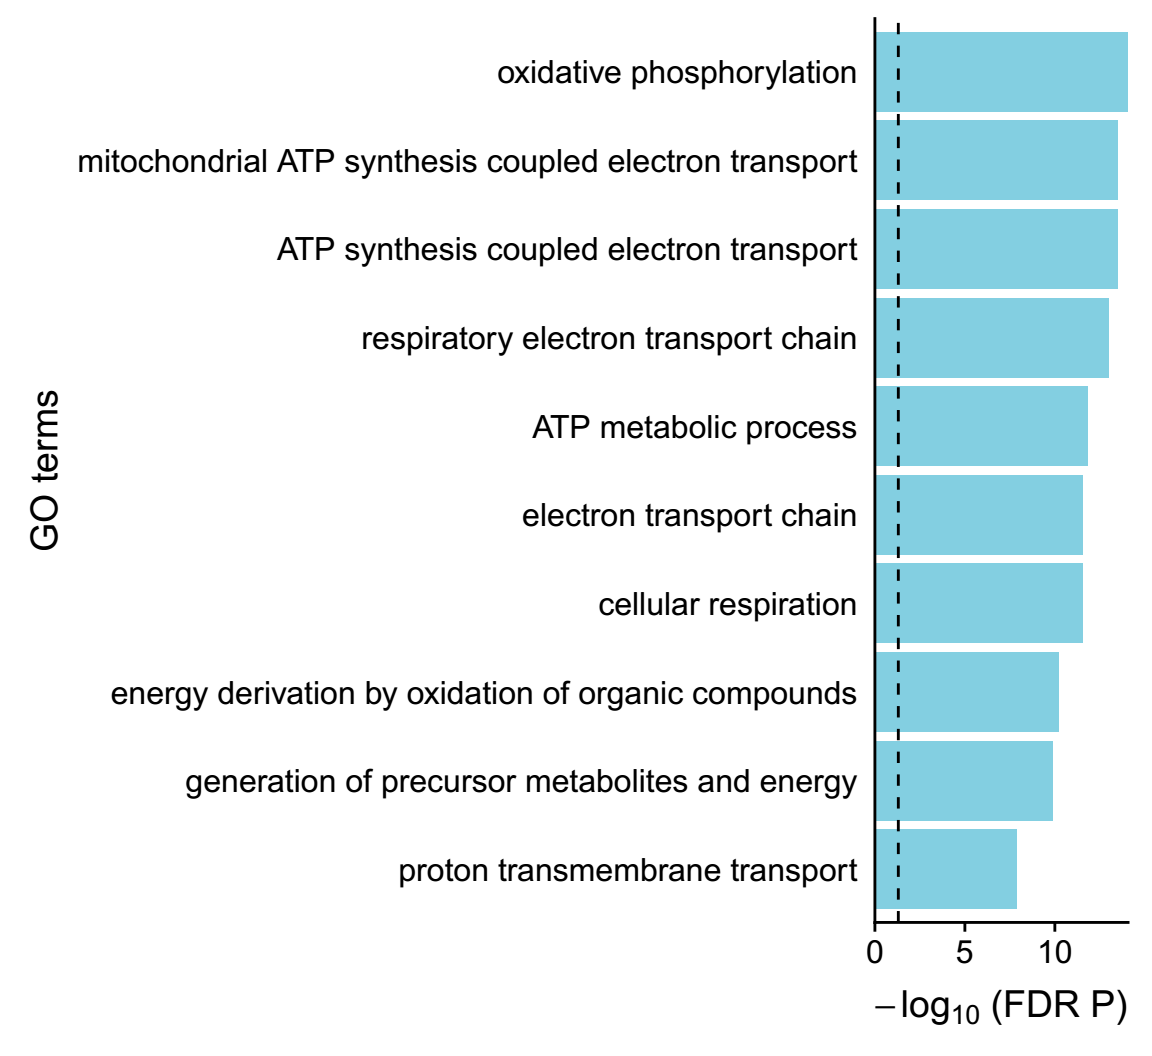 oxidative phosphorylation
mitochondrial ATP synthesis coupled electron transport
ATP synthesis coupled electron transport
respiratory electron transport chain
ATP metabolic process
electron transport chain
cellular respiration
energy derivation by oxidation of organic compounds
generation of precursor metabolites and energy
proton transmembrane transport
GO terms
0 5 10
−log₁₀ (FDR P)